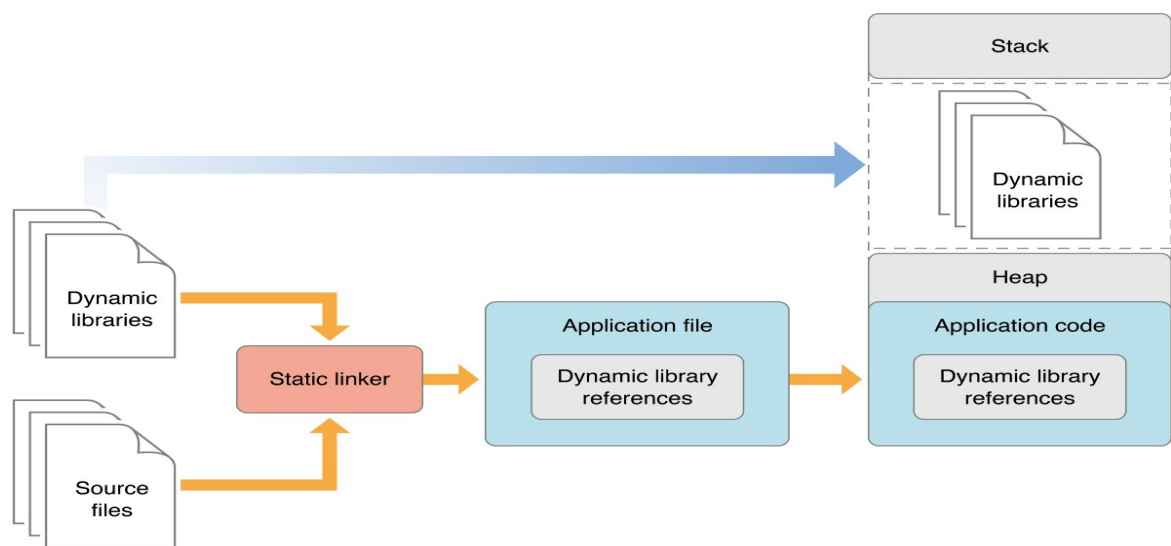 Stack
Dynamic
libraries
Dynamic
libraries
Heap
Application file
Application code
Static linker
Dynamic library
references
Dynamic library
references
Source
files